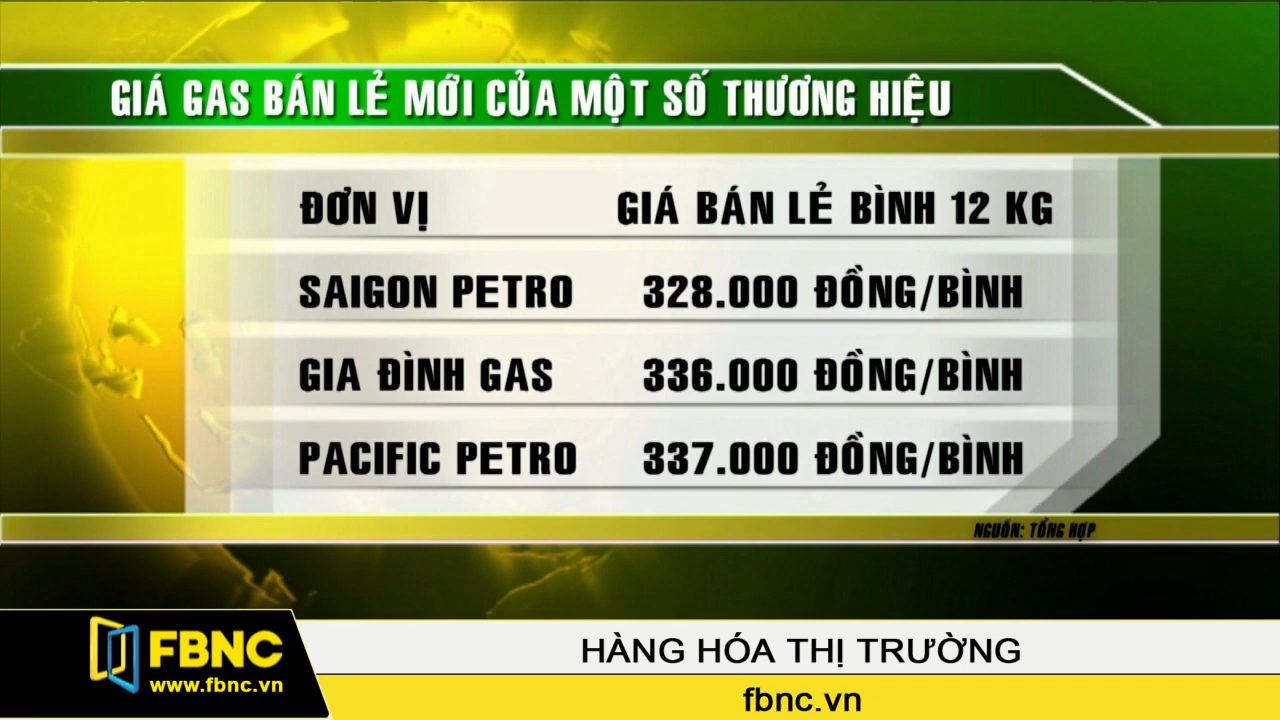 GIÁ GAS BÁN LẺ MỚI CỦA MỘT SỐ THƯƠNG HIỆU
ĐƠN VỊ GIÁ BÁN LẺ BÌNH 12 KG
SAIGON PETRO 328.000 ĐỒNG/BÌNH
GIA ĐÌNH GAS 336.000 ĐỒNG/BÌNH
PACIFIC PETRO 337.000 ĐỒNG/BÌNH
NGUỒN: TỔNG HỢP
FBNC
www.fbnc.vn
HÀNG HÓA THỊ TRƯỜNG
fbnc.vn